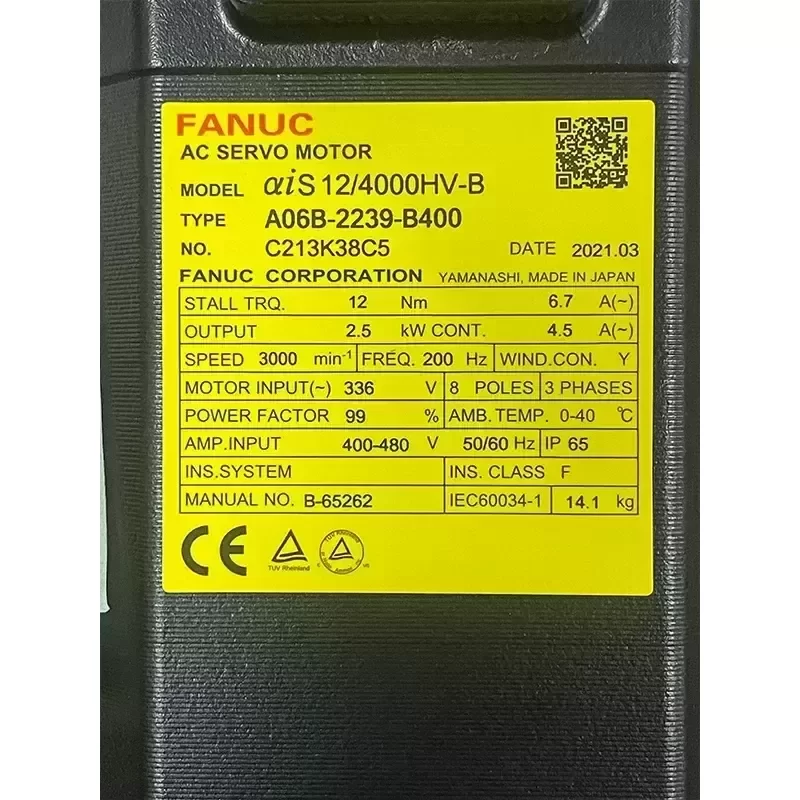 FANUC
AC SERVO MOTOR
MODEL αiS 12/4000HV-B
TYPE A06B-2239-B400
NO. C213K38C5 DATE 2021.03
FANUC CORPORATION YAMANASHI, MADE IN JAPAN
STALL TRQ. 12 Nm 6.7 A(~)
OUTPUT 2.5 kW CONT. 4.5 A(~)
SPEED 3000 min-1 FREQ. 200 Hz WIND.CON. Y
MOTOR INPUT(~) 336 V 8 POLES 3 PHASES
POWER FACTOR 99 % AMB.TEMP. 0-40 °C
AMP.INPUT 400-480 V 50/60 Hz IP 65
INS.SYSTEM INS. CLASS F
MANUAL NO. B-65262 IEC60034-1 14.1 kg
CE
TUV Rheinland
TUV Rheinland
C US